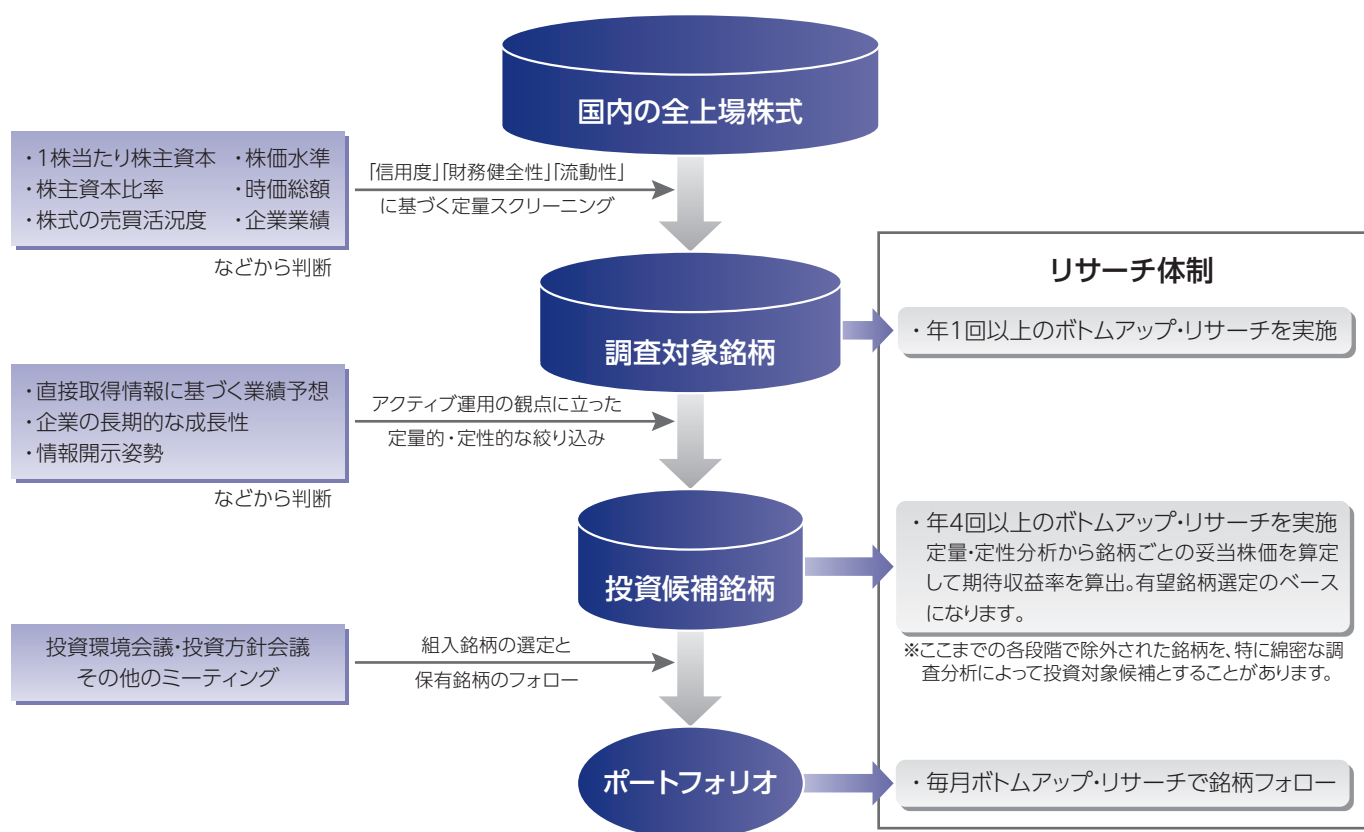 国内の全上場株式
・1株当たり株主資本 ・株価水準
・株主資本比率 ・時価総額
・株式の売買活況度 ・企業業績
などから判断
「信用度」「財務健全性」「流動性」
に基づく定量スクリーニング
リサーチ体制
調査対象銘柄
・年1回以上のボトムアップ・リサーチを実施
・直接取得情報に基づく業績予想
・企業の長期的な成長性
・情報開示姿勢
などから判断
アクティブ運用の観点に立った
定量的・定性的な絞り込み
投資候補銘柄
・年4回以上のボトムアップ・リサーチを実施
定量・定性分析から銘柄ごとの妥当株価を算定
して期待収益率を算出。有望銘柄選定のベース
になります。
※ここまでの各段階で除外された銘柄を、特に綿密な調
査分析によって投資対象候補とすることがあります。
投資環境会議・投資方針会議
その他のミーティング
組入銘柄の選定と
保有銘柄のフォロー
ポートフォリオ
・毎月ボトムアップ・リサーチで銘柄フォロー